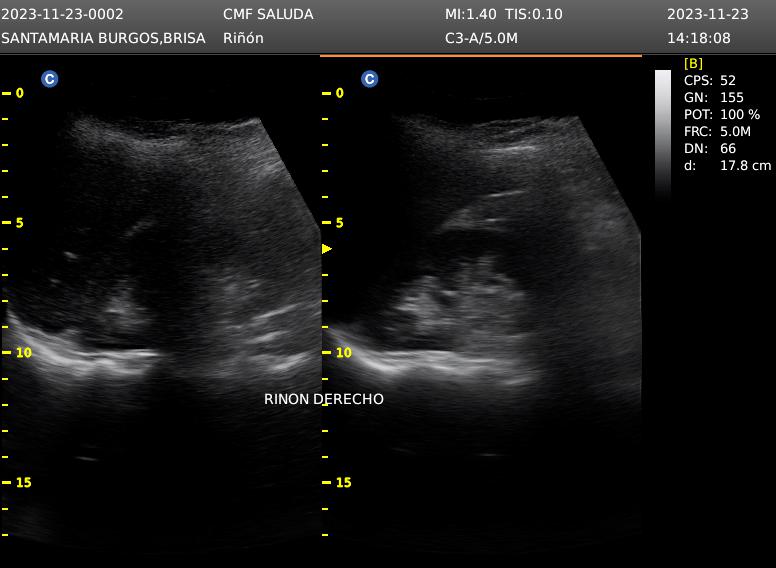 2023-11-23-0002 CMF SALUDA MI:1.40 TIS:0.10 2023-11-23
SANTAMARIA BURGOS,BRISA Riñón C3-A/5.0M 14:18:08
[B]
CPS: 52
GN: 155
POT: 100 %
FRC: 5.0M
DN: 66
d: 17.8 cm
C C
0 0
5 5
10 10
RINON DERECHO
15 15